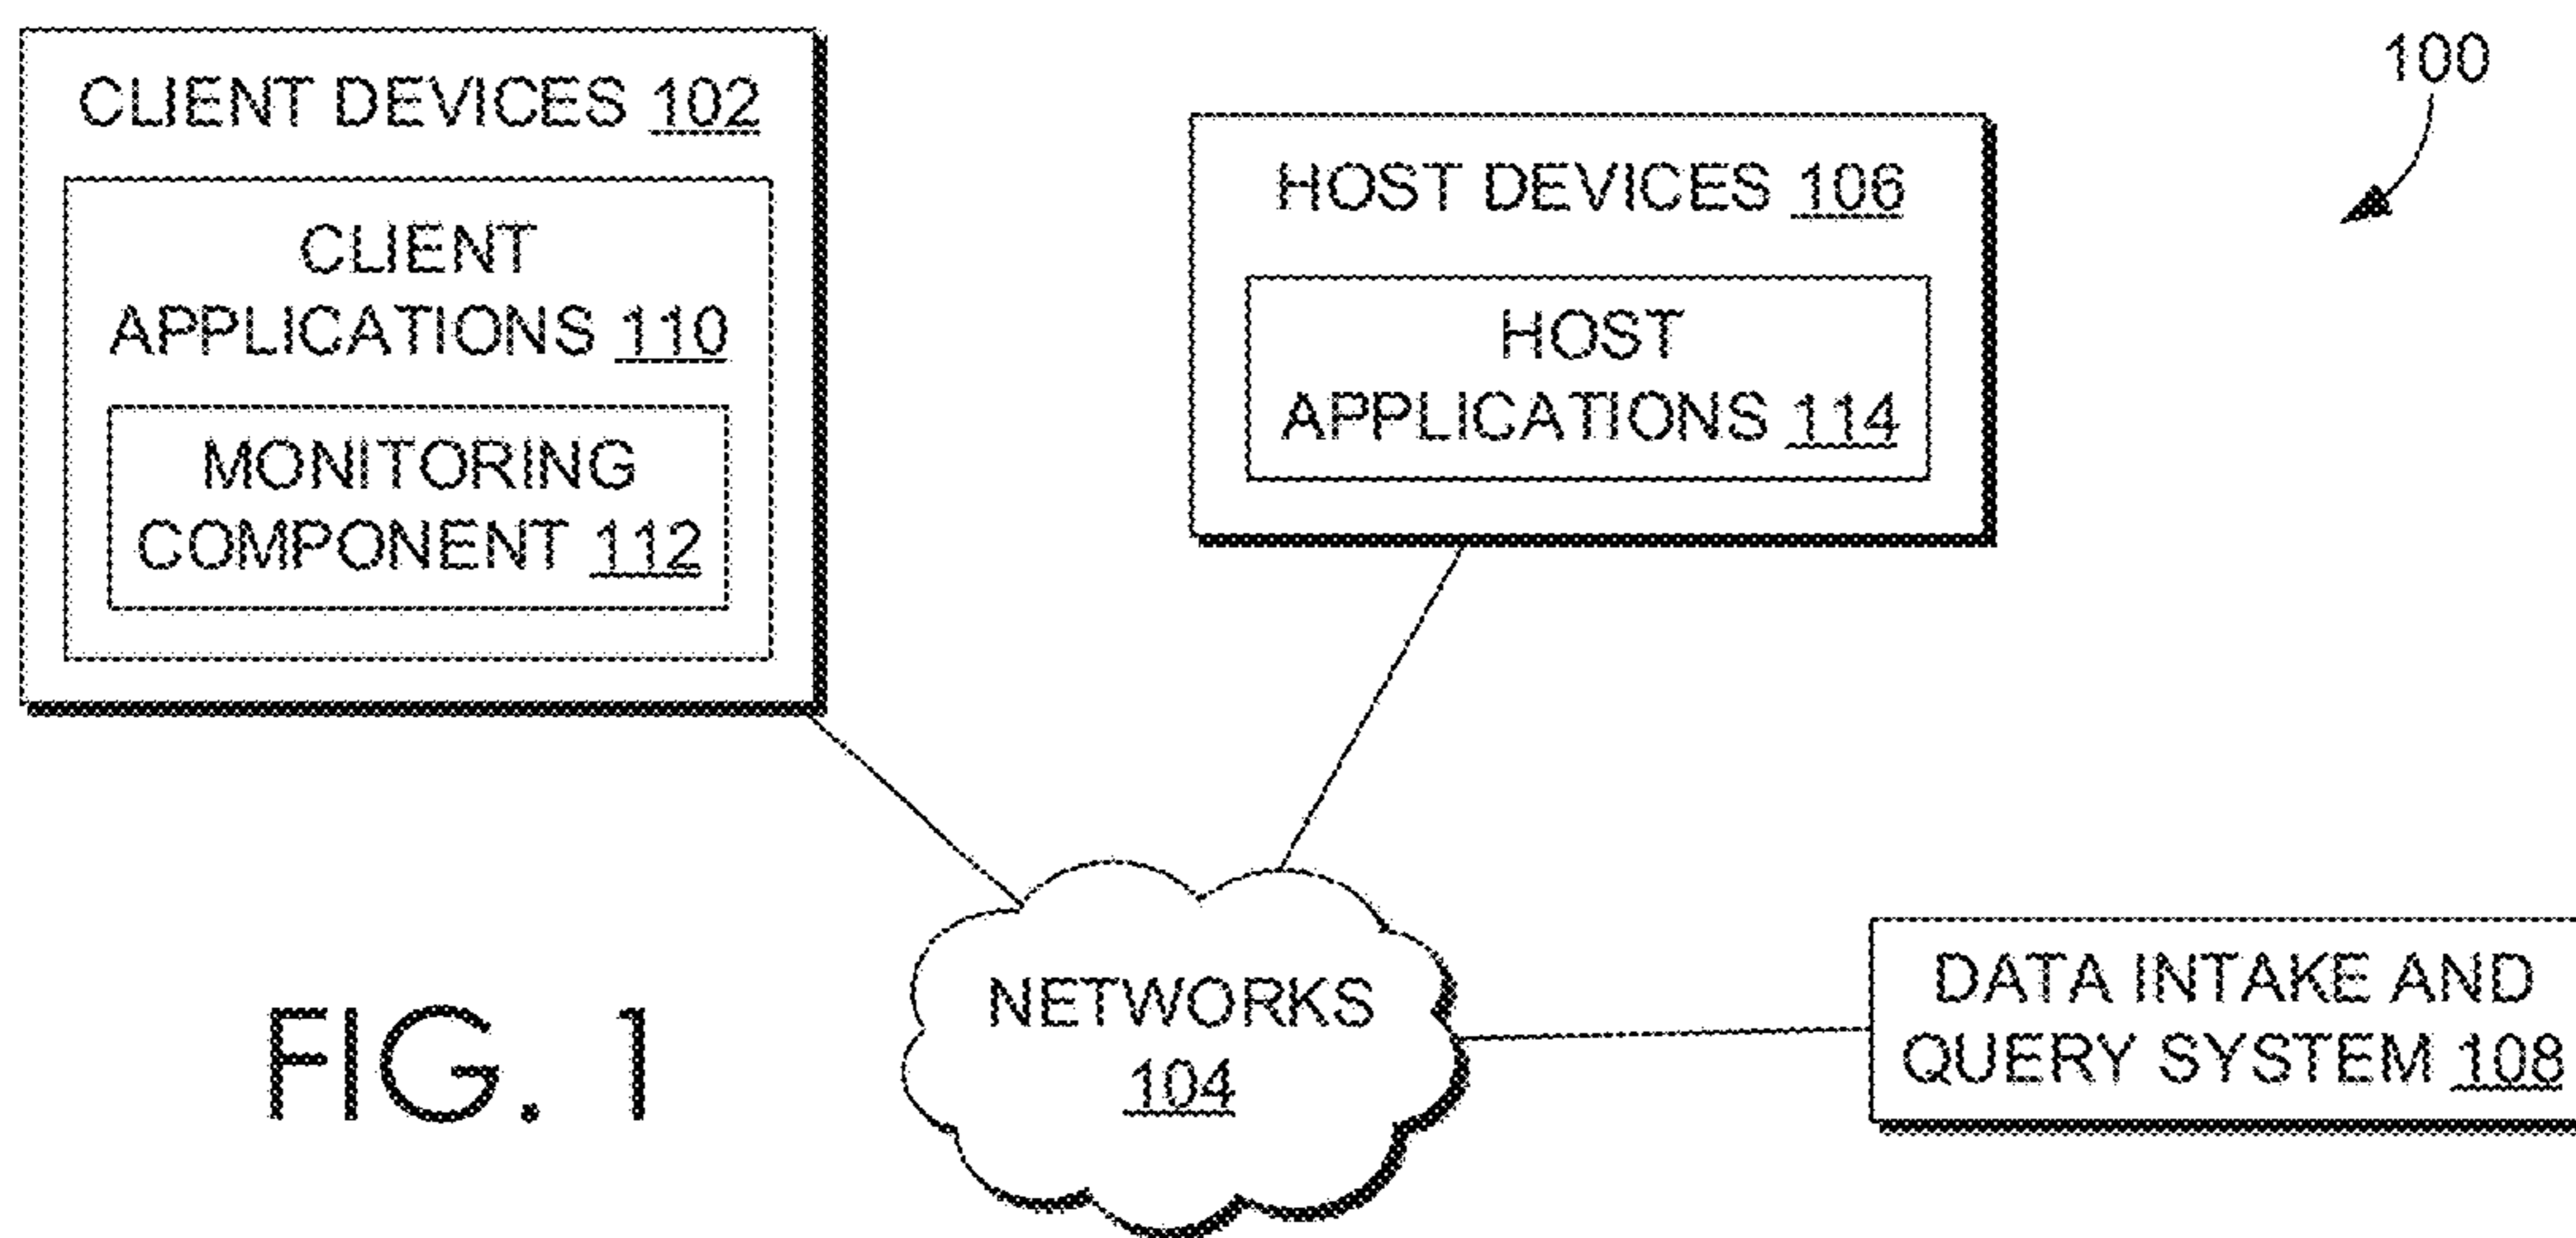 CLIENT DEVICES 102
CLIENT
APPLICATIONS 110
MONITORING
COMPONENT 112
100
HOST DEVICES 106
HOST
APPLICATIONS 114
NETWORKS
104
DATA INTAKE AND
QUERY SYSTEM 108
FIG. 1